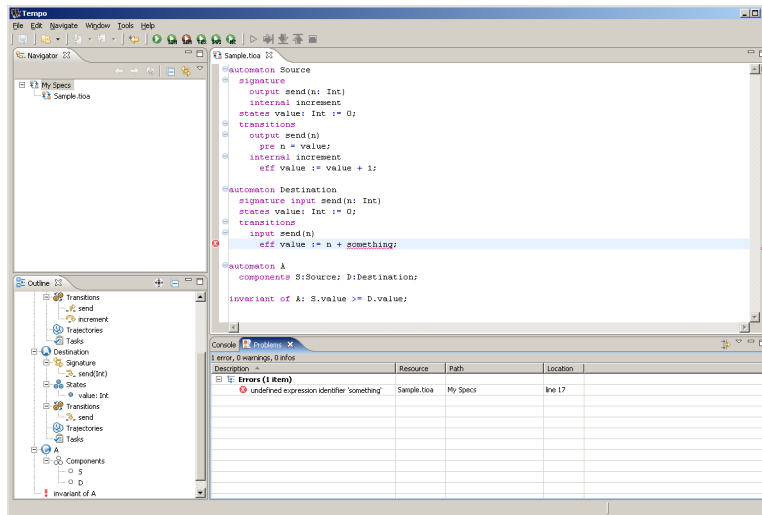 Tempo
File Edit Navigate Window Tools Help
Navigator
My Specs
Sample.tioa
Sample.tioa
automaton Source
signature
output send(n: Int)
internal increment
states value: Int := 0;
transitions
output send(n)
pre n = value;
internal increment
eff value := value + 1;
automaton Destination
signature input send(n: Int)
states value: Int := 0;
transitions
input send(n)
eff value := n + something;
automaton A
components S:Source; D:Destination;
invariant of A: S.value >= D.value;
Outline
Transitions
send
increment
Trajectories
Tasks
Destination
Signature
send(Int)
States
value: Int
Transitions
send
Trajectories
Tasks
A
Components
S
D
invariant of A
Console Problems
1 error, 0 warnings, 0 infos
Description Resource Path Location
Errors (1 item)
undefined expression identifier 'something' Sample.tioa My Specs line 17